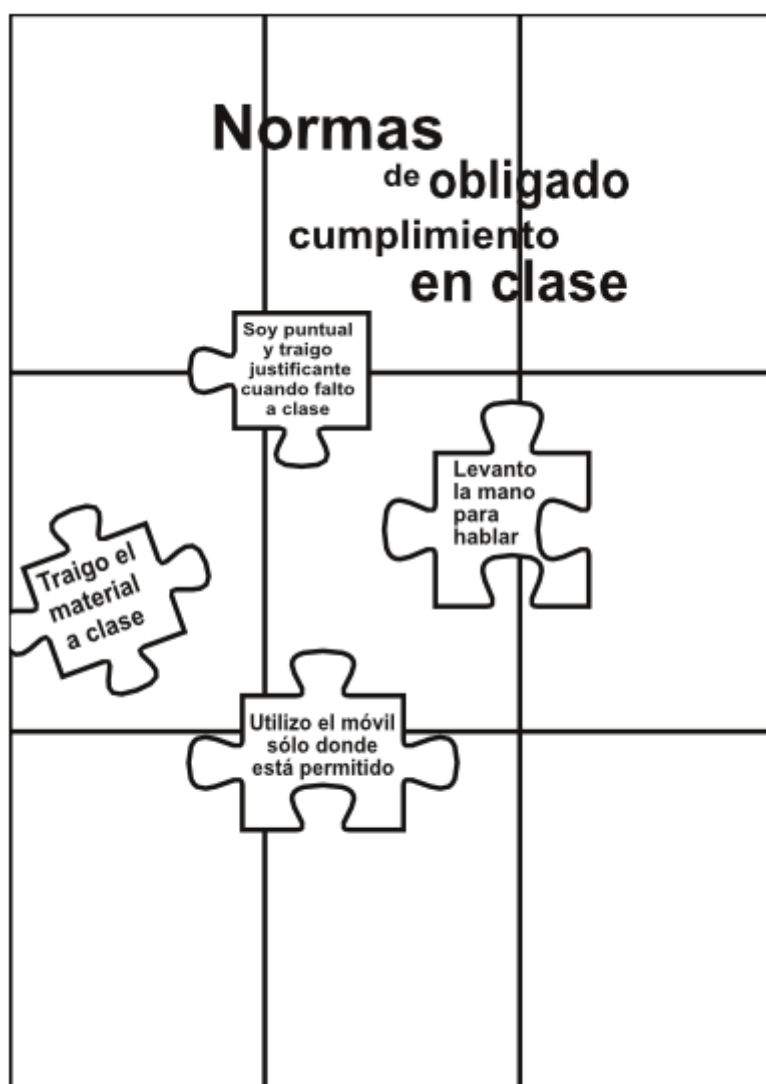 Normas
de obligado
cumplimiento
en clase
Soy puntual
y traigo
justificante
cuando falto
a clase
Levanto
la mano
para
hablar
Traigo el
material
a clase
Utilizo el móvil
sólo donde
está permitido